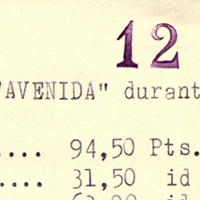 12
"AVENIDA" durant
.... 94,50 Pts.
.... 31,50 id